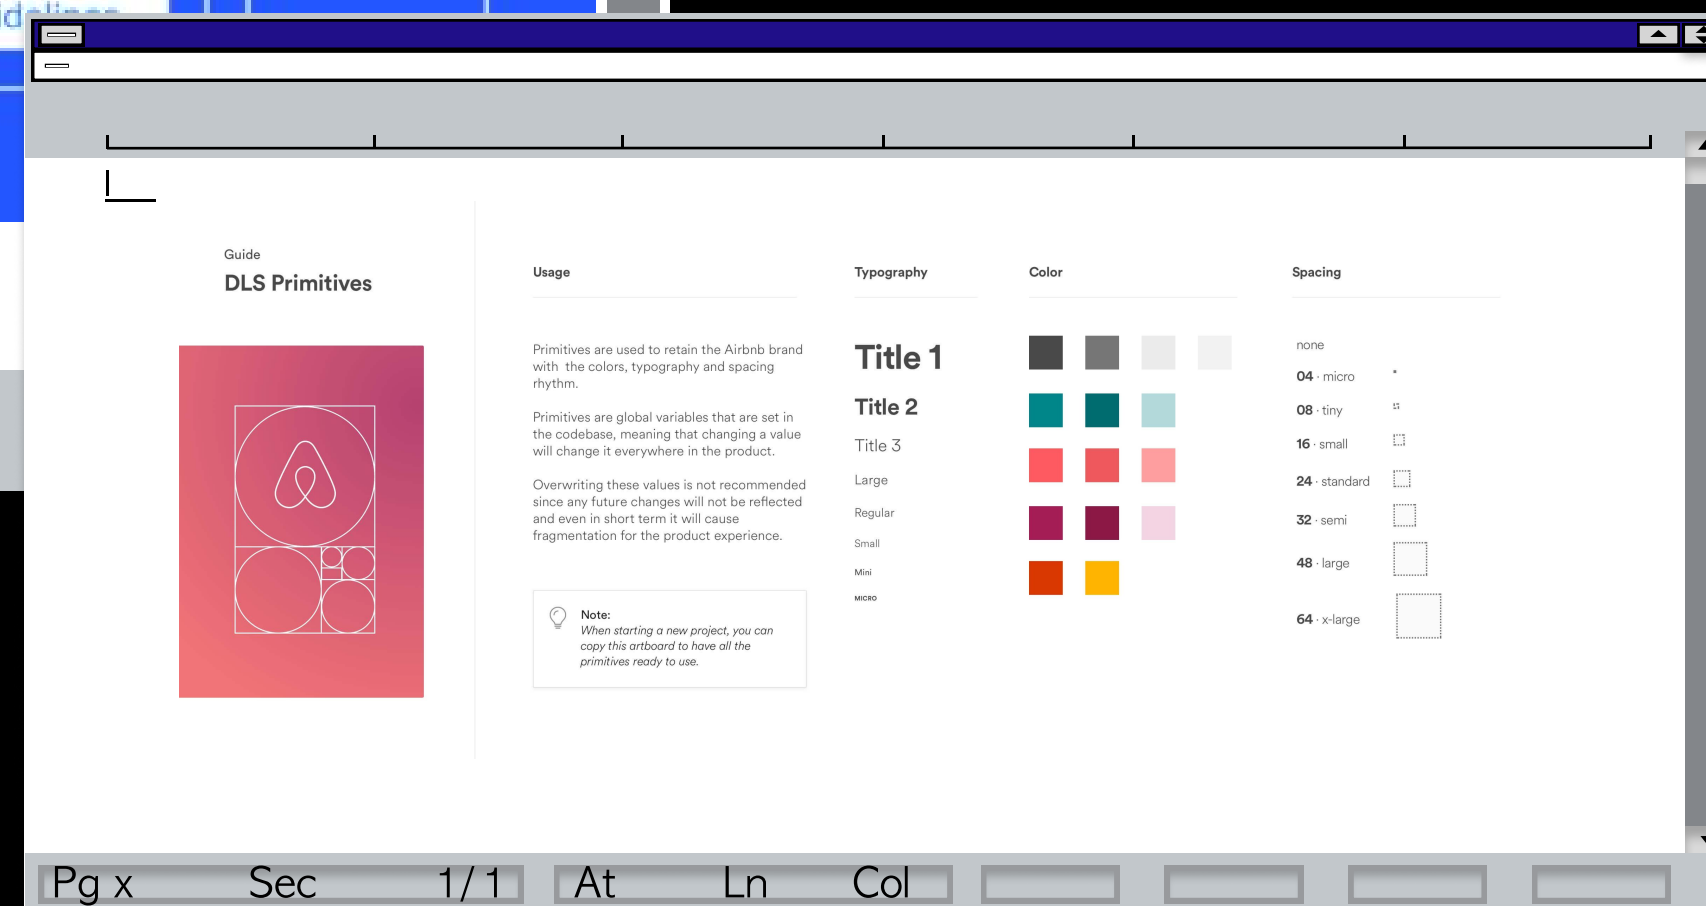 Guide
DLS Primitives
Usage
Primitives are used to retain the Airbnb brand
with the colors, typography and spacing
rhythm.
Primitives are global variables that are set in
the codebase, meaning that changing a value
will change it everywhere in the product.
Overwriting these values is not recommended
since any future changes will not be reflected
and even in short term it will cause
fragmentation for the product experience.
Note:
When starting a new project, you can
copy this artboard to have all the
primitives ready to use.
Typography
Title 1
Title 2
Title 3
Large
Regular
Small
Mini
MICRO
Color
Spacing
none
04 · micro
08 · tiny
16 · small
24 · standard
32 · semi
48 · large
64 · x-large
Pg x Sec 1/1 At Ln Col